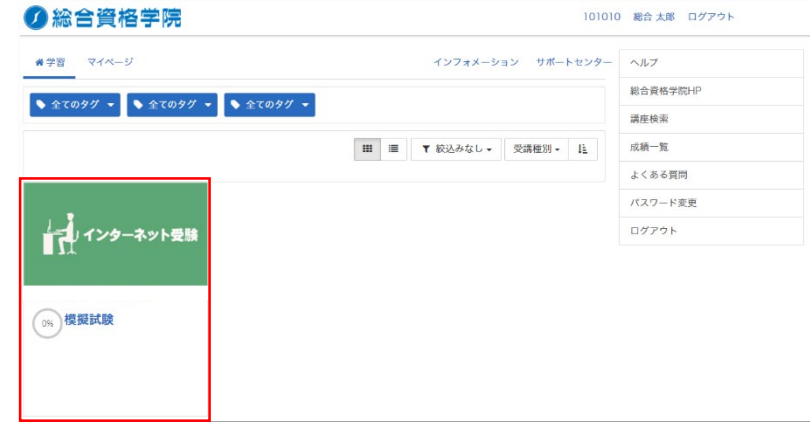 総合資格学院
101010 総合 太郎 ログアウト
学習 マイページ インフォメーション サポートセンター
全てのタグ 全てのタグ 全てのタグ
絞込みなし 受講種別
インターネット受験
0% 模擬試験
ヘルプ
総合資格学院HP
講座検索
成績一覧
よくある質問
パスワード変更
ログアウト